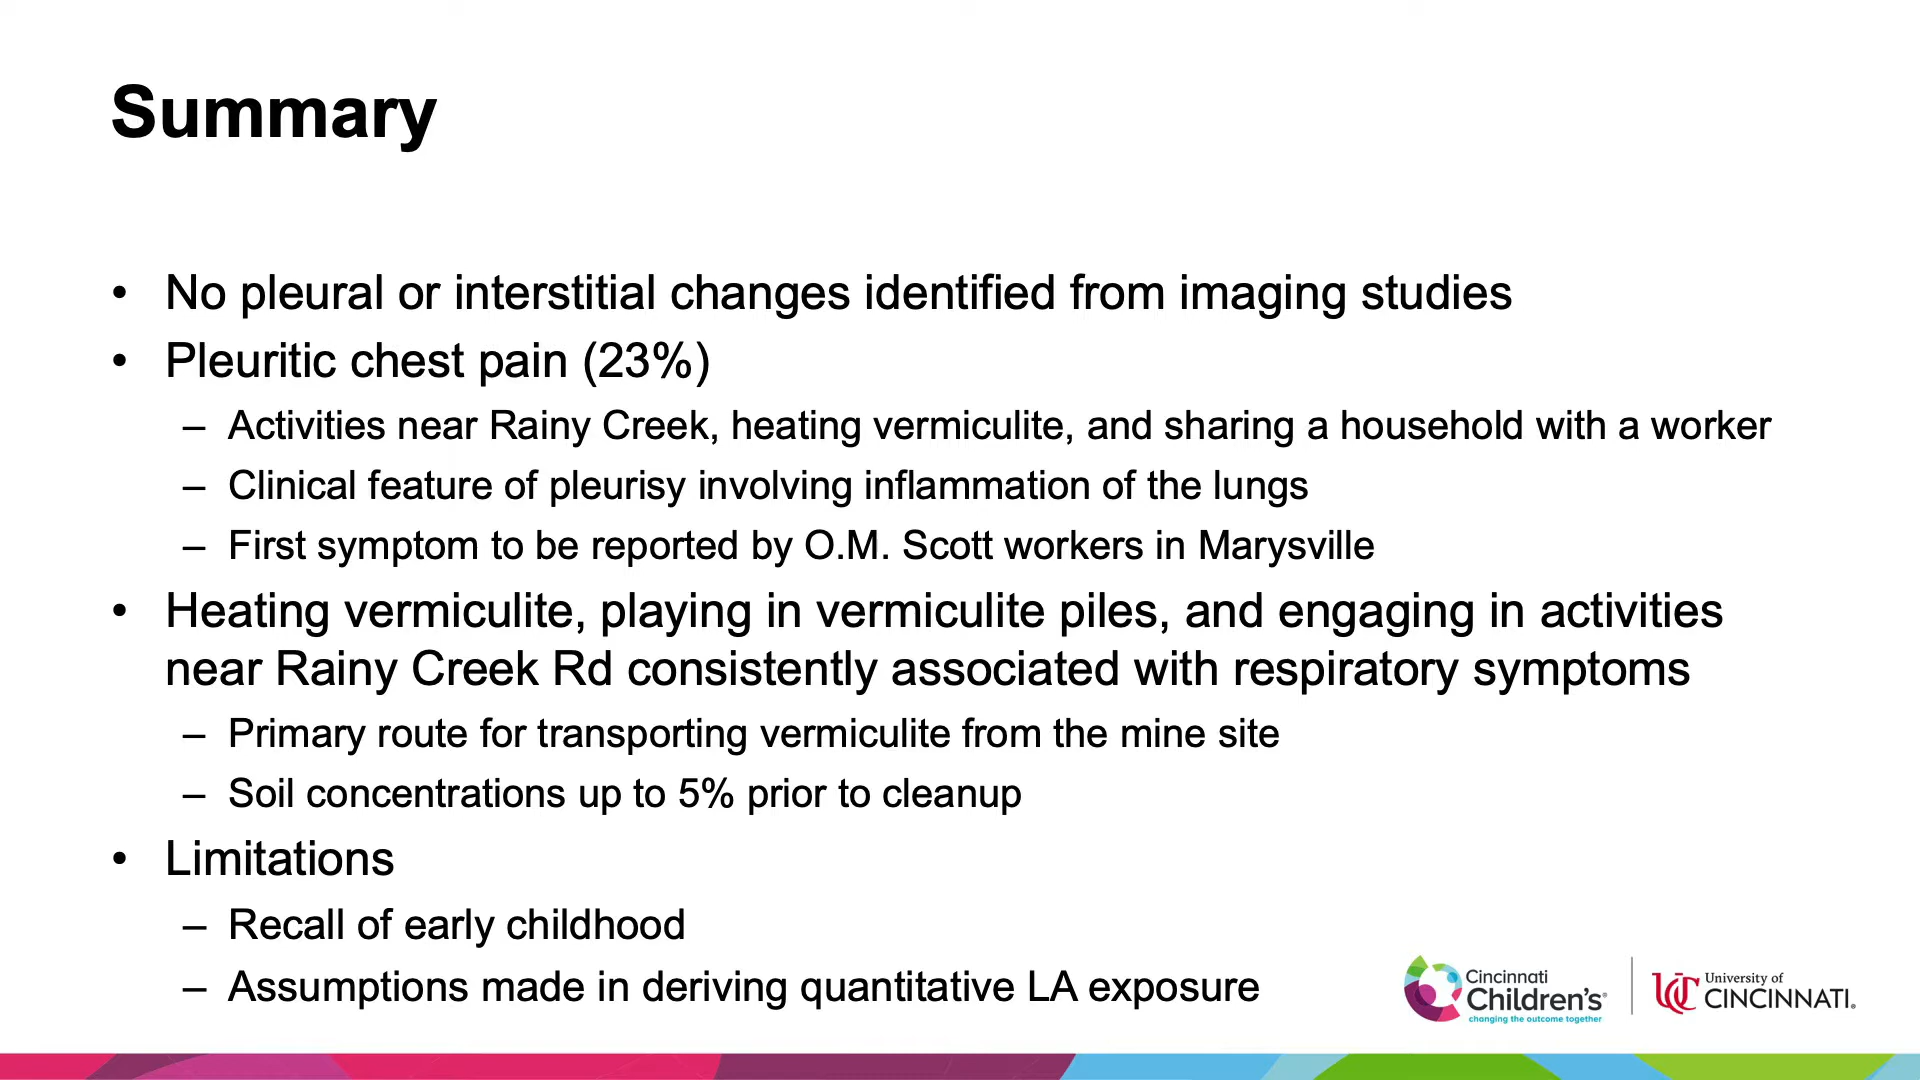 Summary
• No pleural or interstitial changes identified from imaging studies
• Pleuritic chest pain (23%)
– Activities near Rainy Creek, heating vermiculite, and sharing a household with a worker
– Clinical feature of pleurisy involving inflammation of the lungs
– First symptom to be reported by O.M. Scott workers in Marysville
• Heating vermiculite, playing in vermiculite piles, and engaging in activities
near Rainy Creek Rd consistently associated with respiratory symptoms
– Primary route for transporting vermiculite from the mine site
– Soil concentrations up to 5% prior to cleanup
• Limitations
– Recall of early childhood
– Assumptions made in deriving quantitative LA exposure
Cincinnati
Children's®
changing the outcome together
UC
University of
CINCINNATI®